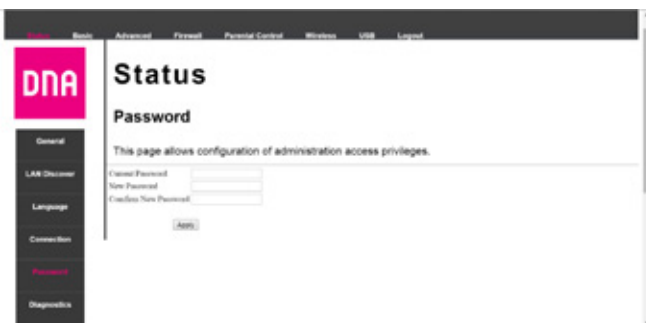 Status Basic Advanced Firewall Parental Control Wireless USB Logout
DNA
Status
Password
General
This page allows configuration of administration access privileges.
LAN Discover
Current Password
New Password
Confirm New Password
Language
Apply
Connection
Password
Diagnostics